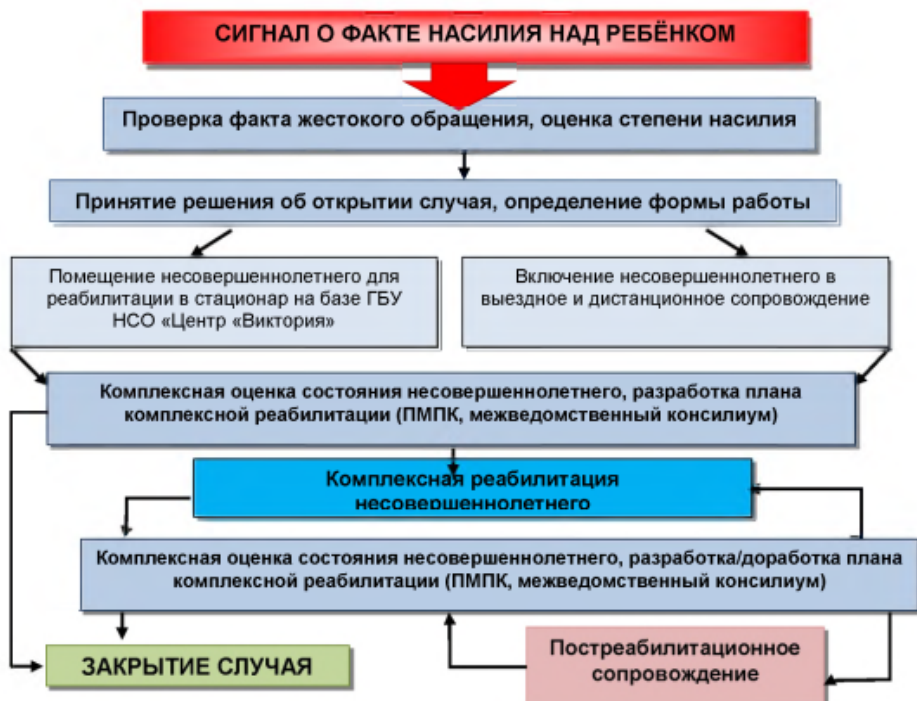 СИГНАЛ О ФАКТЕ НАСИЛИЯ НАД РЕБЁНКОМ
Проверка факта жестокого обращения, оценка степени насилия
Принятие решения об открытии случая, определение формы работы
Помещение несовершеннолетнего для
реабилитации в стационар на базе ГБУ
НСО «Центр «Виктория»
Включение несовершеннолетнего в
выездное и дистанционное сопровождение
Комплексная оценка состояния несовершеннолетнего, разработка плана
комплексной реабилитации (ПМПК, межведомственный консилиум)
Комплексная реабилитация
несовершеннолетнего
Комплексная оценка состояния несовершеннолетнего, разработка/доработка плана
комплексной реабилитации (ПМПК, межведомственный консилиум)
ЗАКРЫТИЕ СЛУЧАЯ
Постреабилитационное
сопровождение